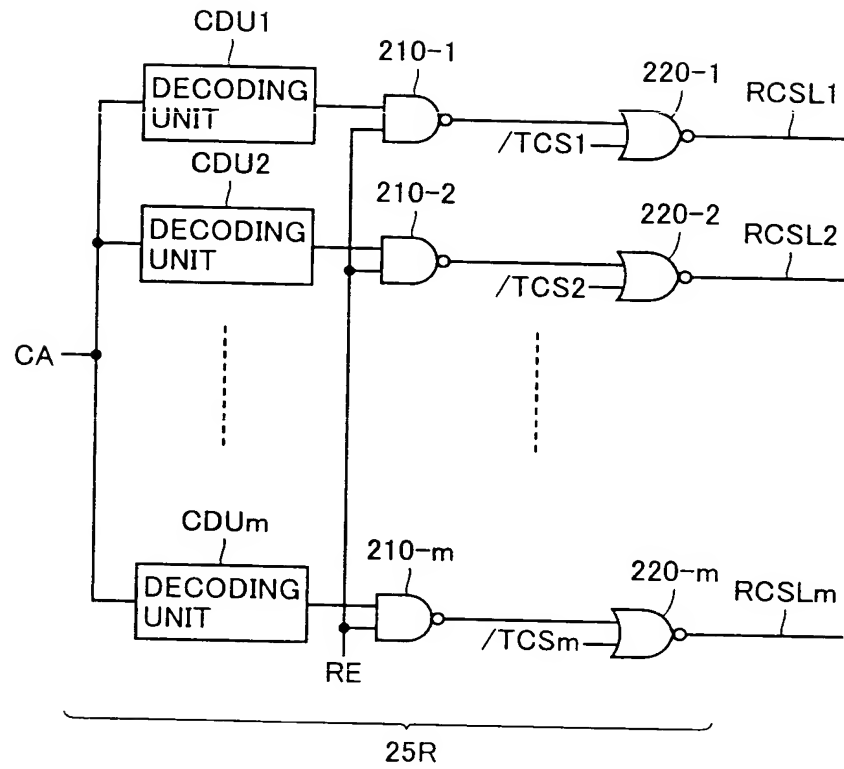 CDU1
210-1
220-1
RCSL1
DECODING
UNIT
/TCS1
CDU2
210-2
220-2
RCSL2
DECODING
UNIT
/TCS2
CA
CDUm
210-m
220-m
RCSLm
DECODING
UNIT
/TCSm
RE
25R